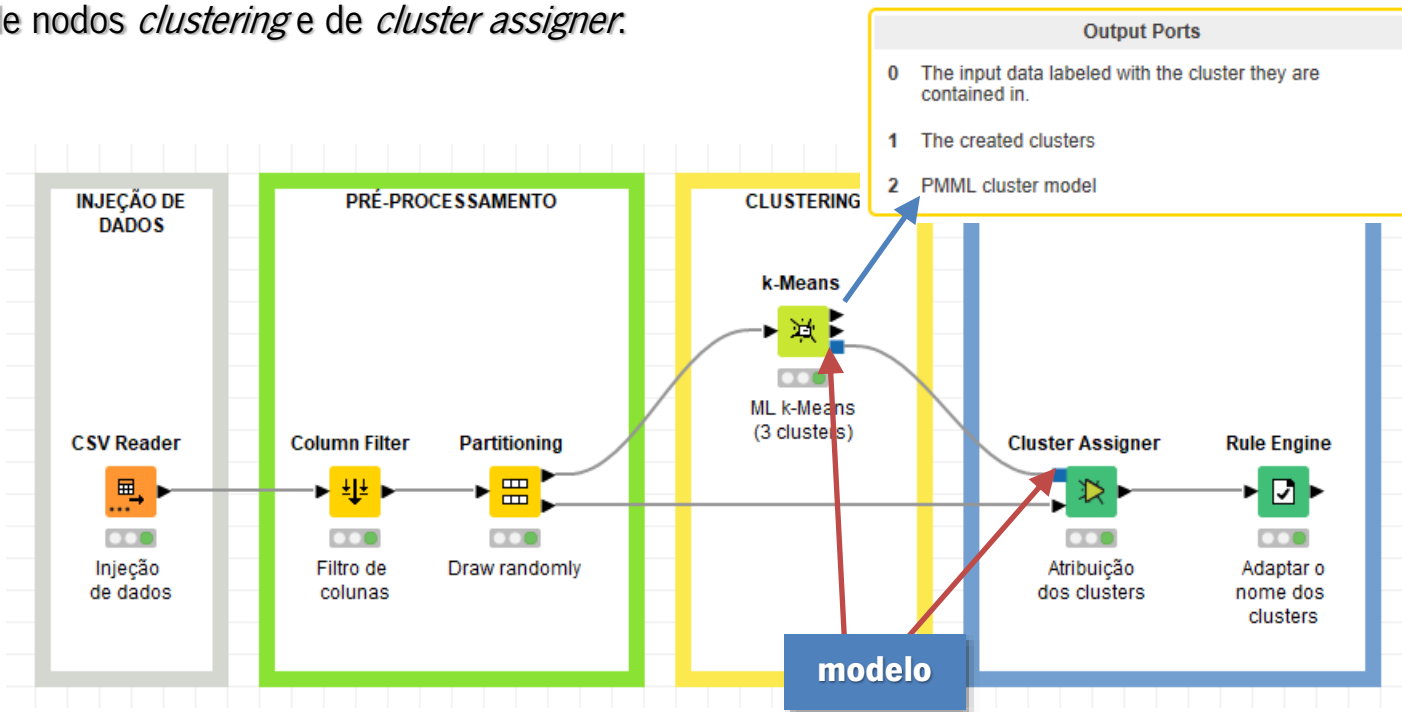 e nodos clustering e de cluster assigner.
Output Ports
0 The input data labeled with the cluster they are
contained in.
1 The created clusters
2 PMML cluster model
INJEÇÃO DE
DADOS
PRÉ-PROCESSAMENTO
CLUSTERING
k-Means
ML k-Means
(3 clusters)
CSV Reader
Injeção
de dados
Column Filter
Filtro de
colunas
Partitioning
Draw randomly
Cluster Assigner
Atribuição
dos clusters
Rule Engine
Adaptar o
nome dos
clusters
modelo